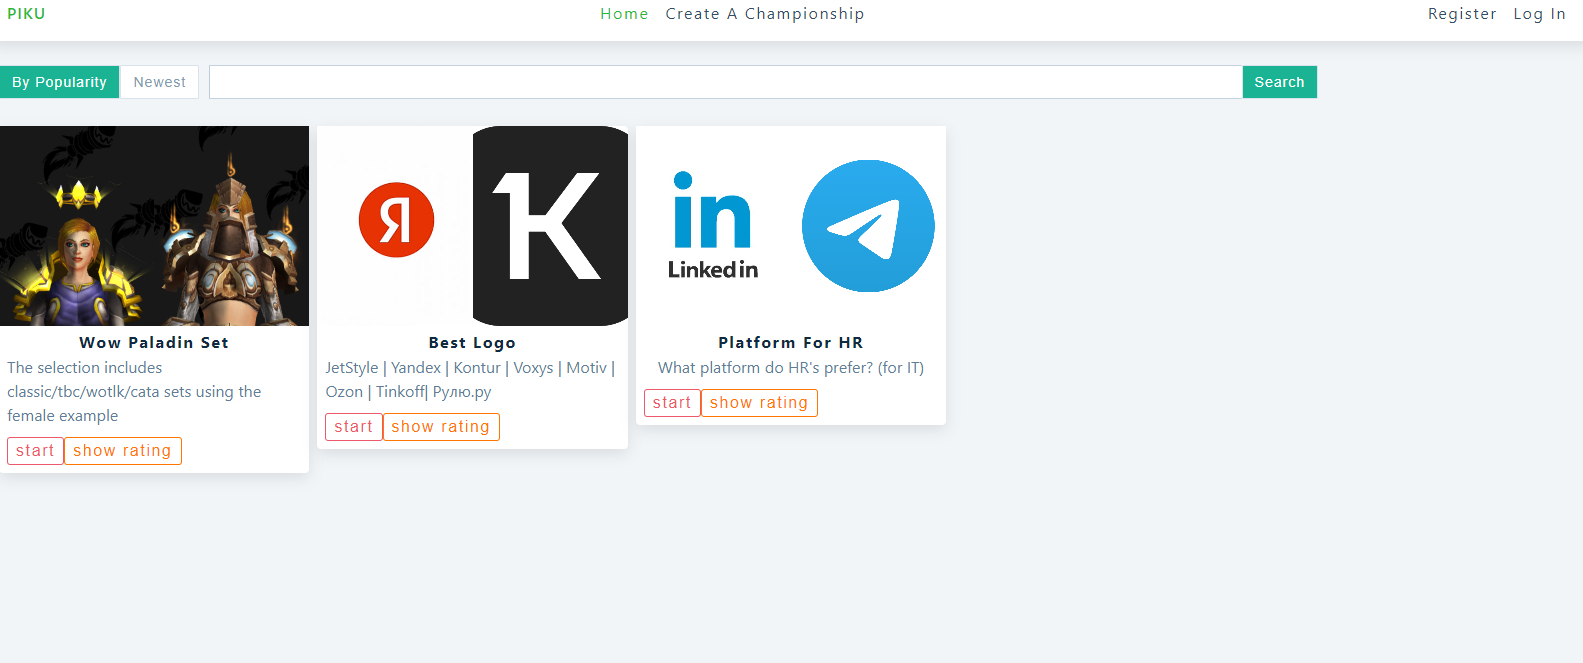 PIKU
Home Create A Championship
Register Log In
By Popularity Newest
Search
Я
K
in
Linked in
Wow Paladin Set
The selection includes
classic/tbc/wotlk/cata sets using the
female example
start show rating
Best Logo
JetStyle | Yandex | Kontur | Voxys | Motiv |
Ozon | Tinkoff| Рулю.ру
start show rating
Platform For HR
What platform do HR's prefer? (for IT)
start show rating